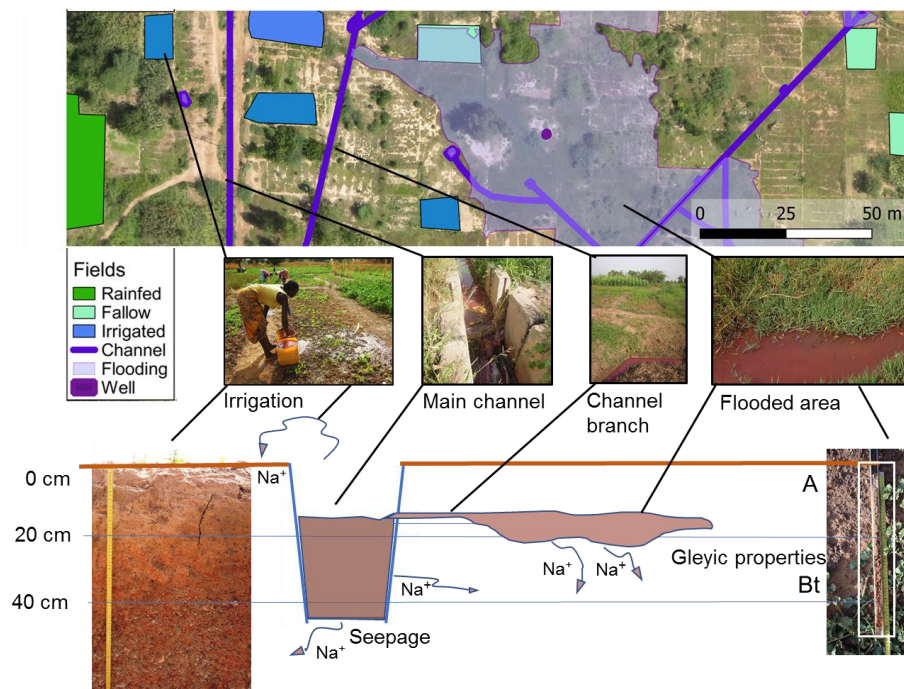 0 25 50 m
Fields
Rainfed
Fallow
Irrigated
Channel
Flooding
Well
Irrigation
Main channel
Channel
branch
Flooded area
0 cm
Na+
A
20 cm
Gleyic properties
Na+ Na+
Na+
Bt
40 cm
Seepage
Na+